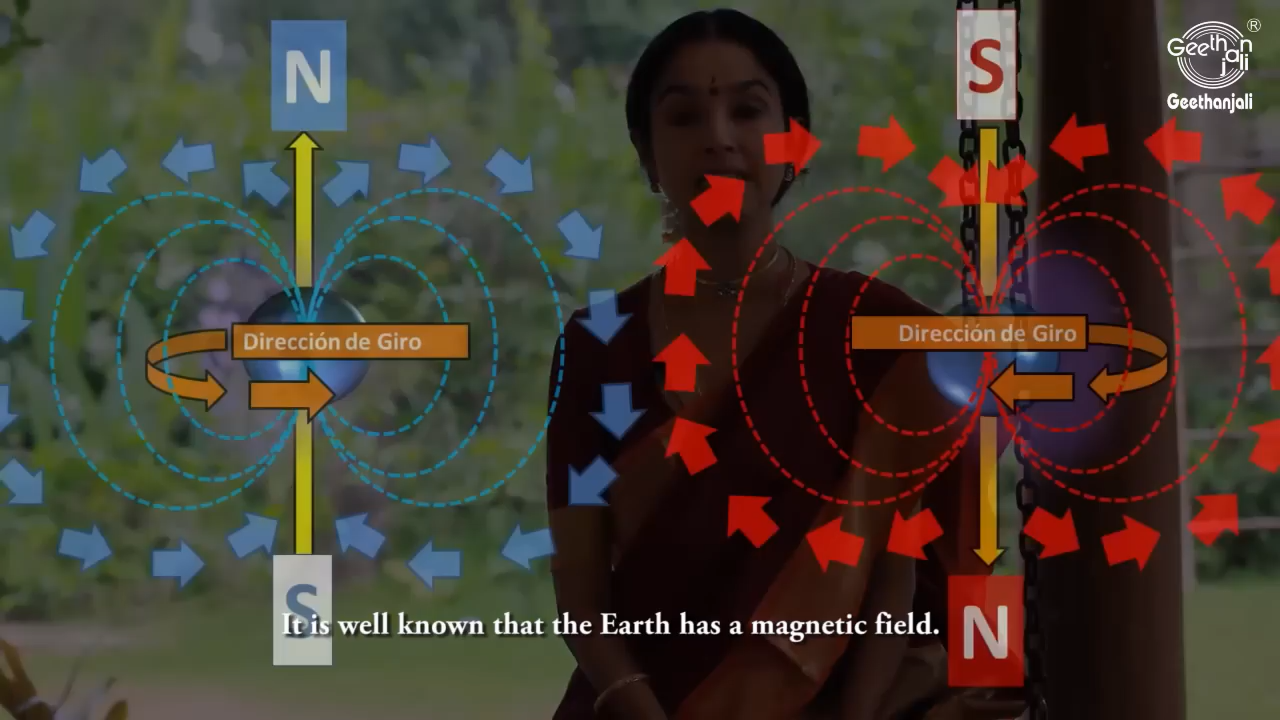 N
S
Geethanjali
®
Geethanjali
Dirección de Giro
Dirección de Giro
S
N
It is well known that the Earth has a magnetic field.